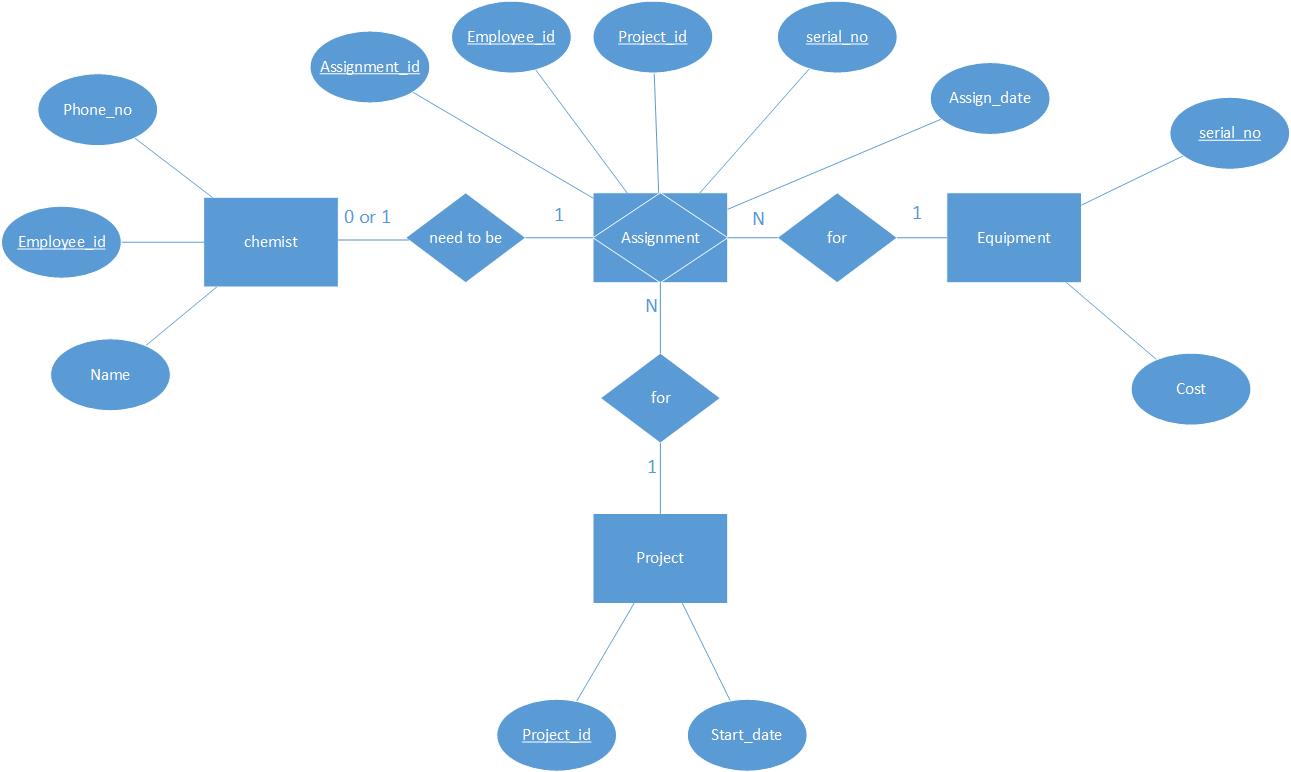 Employee_id
Project_id
serial_no
Assignment_id
Assign_date
Phone_no
serial_no
Employee_id
chemist
0 or 1
need to be
1
Assignment
N
for
1
Equipment
N
Name
for
Cost
1
Project
Project_id
Start_date